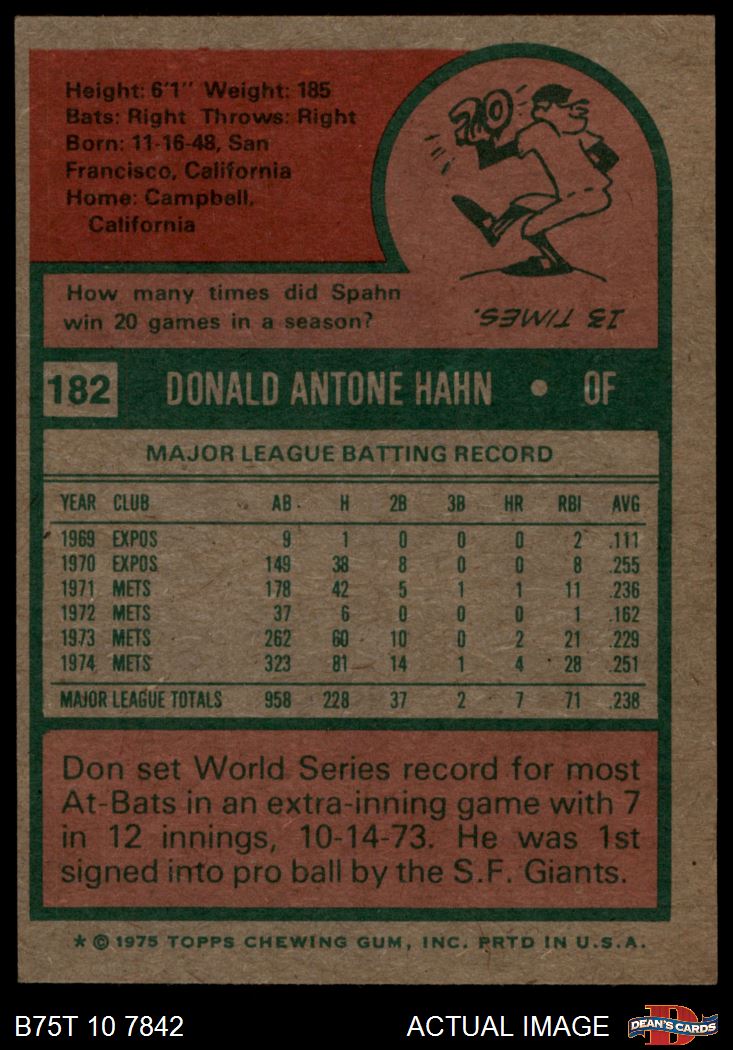 Height: 6'1" Weight: 185
Bats: Right Throws: Right
Born: 11-16-48, San
Francisco, California
Home: Campbell,
California
20
How many times did Spahn
win 20 games in a season?
13 TIMES.
182 DONALD ANTONE HAHN • OF
MAJOR LEAGUE BATTING RECORD
YEAR CLUB AB H 2B 3B HR RBI AVG
1969 EXPOS 9 1 0 0 0 2 .111
1970 EXPOS 149 38 8 0 0 8 .255
1971 METS 178 42 5 1 1 11 .236
1972 METS 37 6 0 0 0 1 .162
1973 METS 262 60 10 0 2 21 .229
1974 METS 323 81 14 1 4 28 .251
MAJOR LEAGUE TOTALS 958 228 37 2 7 71 .238
Don set World Series record for most
At-Bats in an extra-inning game with 7
in 12 innings, 10-14-73. He was 1st
signed into pro ball by the S.F. Giants.
* © 1975 TOPPS CHEWING GUM, INC. PRTD IN U.S.A.
B75T 10 7842 ACTUAL IMAGE D DEAN'S CARDS